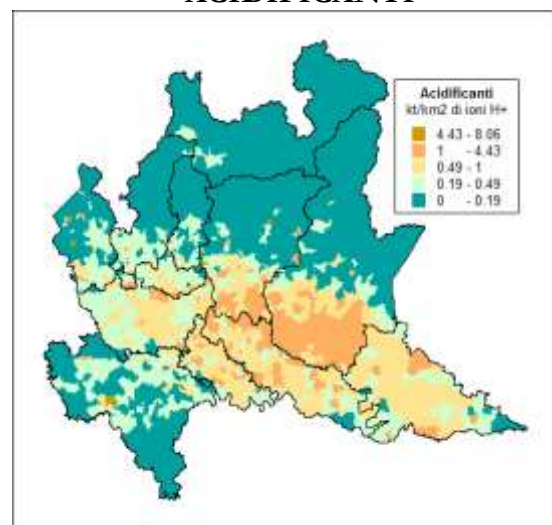 ACIDIFICANTI
Acidificanti
kt/km2 di ioni H+
4.43 - 8.06
1 - 4.43
0.49 - 1
0.19 - 0.49
0 - 0.19